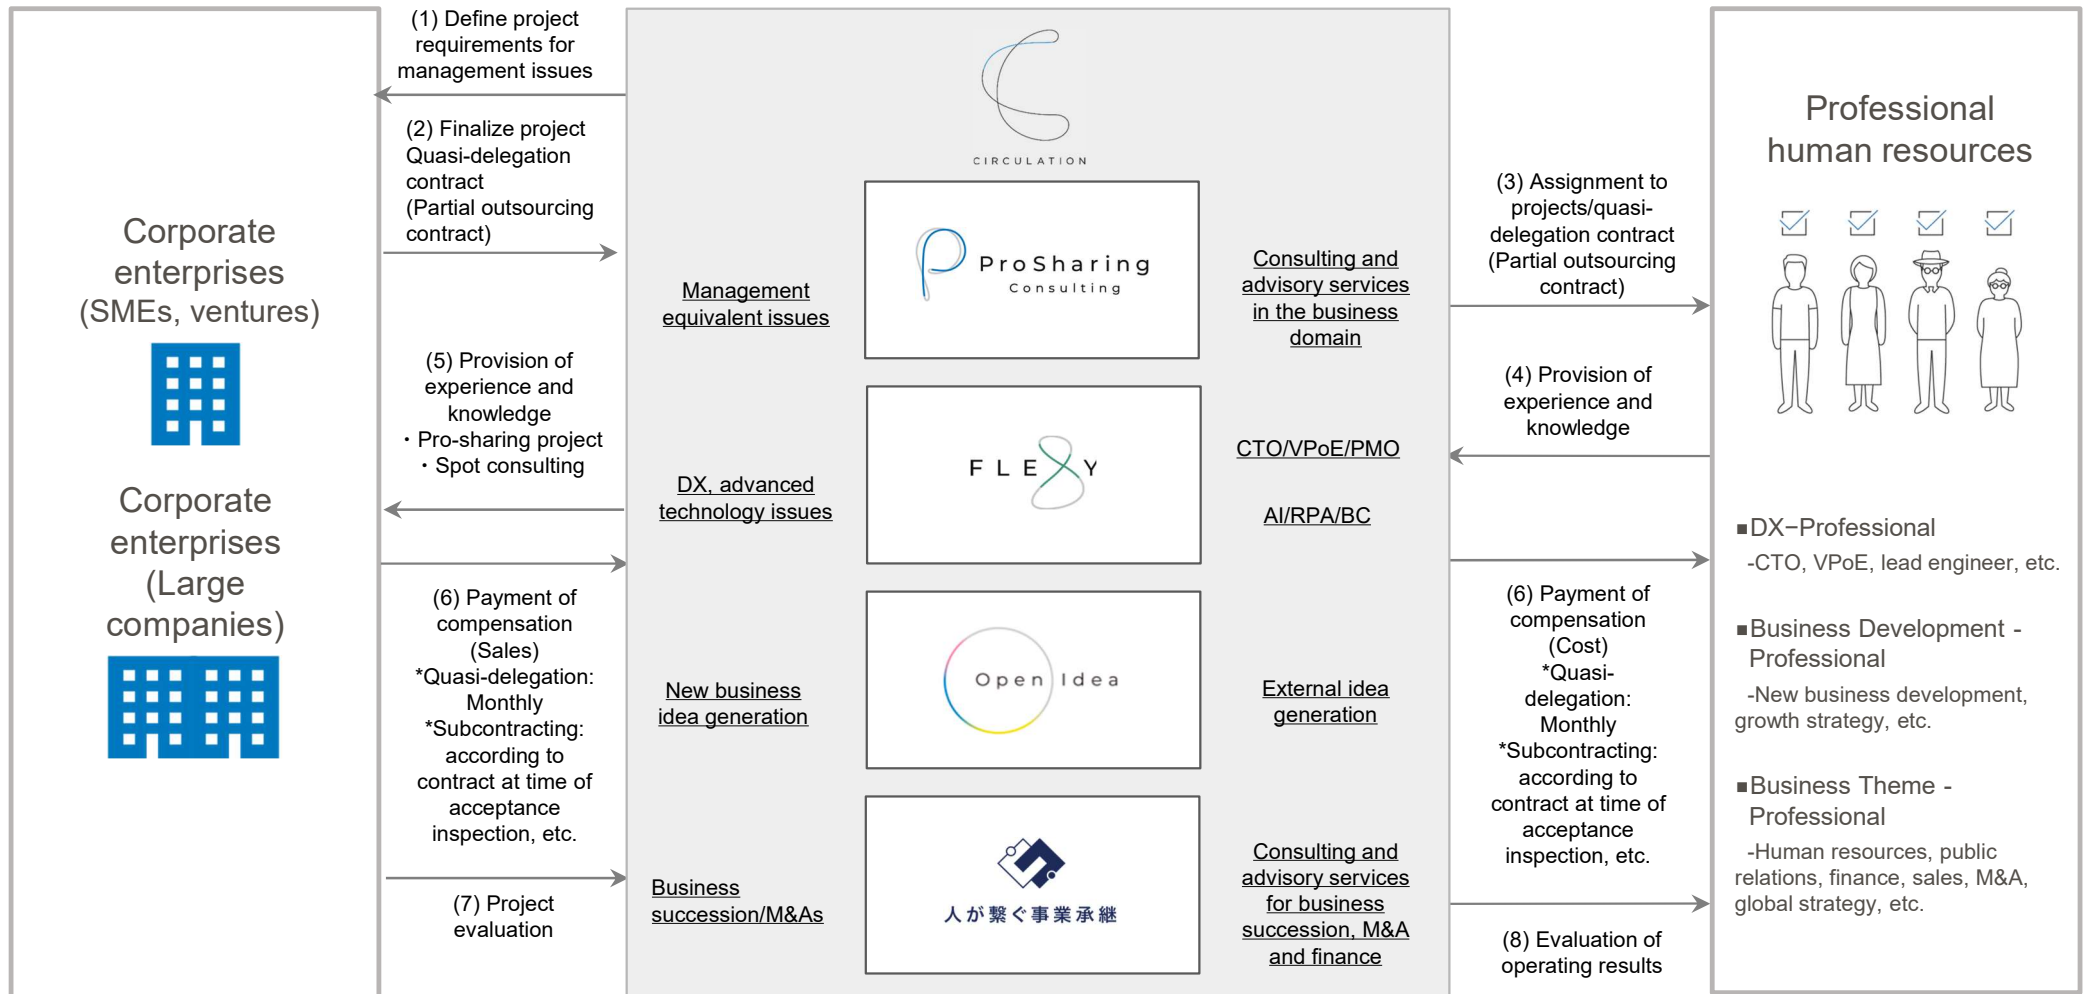 Corporate
enterprises
(SMEs, ventures)
Corporate
enterprises
(Large
companies)
(1) Define project
requirements for
management issues
(2) Finalize project
Quasi-delegation
contract
(Partial outsourcing
contract)
(5) Provision of
experience and
knowledge
・Pro-sharing project
・Spot consulting
(6) Payment of
compensation
(Sales)
*Quasi-delegation:
Monthly
*Subcontracting:
according to
contract at time of
acceptance
inspection, etc.
(7) Project
evaluation
CIRCULATION
Management
equivalent issues
ProSharing
Consulting
Consulting and
advisory services
in the business
domain
DX, advanced
technology issues
FLEXY
CTO/VPoE/PMO
AI/RPA/BC
New business
idea generation
Open Idea
External idea
generation
Business
succession/M&As
人が繋ぐ事業承継
Consulting and
advisory services
for business
succession, M&A
and finance
(3) Assignment to
projects/quasi-
delegation contract
(Partial outsourcing
contract)
(4) Provision of
experience and
knowledge
(6) Payment of
compensation
(Cost)
*Quasi-
delegation:
Monthly
*Subcontracting:
according to
contract at time of
acceptance
inspection, etc.
(8) Evaluation of
operating results
Professional
human resources
■DX−Professional
-CTO, VPoE, lead engineer, etc.
■Business Development -
Professional
-New business development,
growth strategy, etc.
■Business Theme -
Professional
-Human resources, public
relations, finance, sales, M&A,
global strategy, etc.